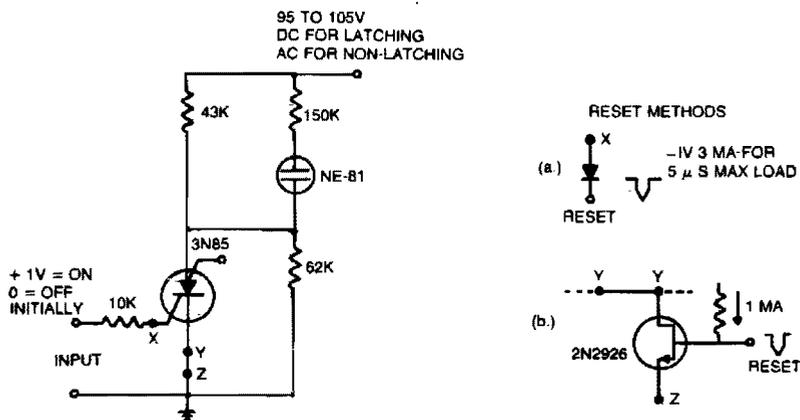 95 TO 105V
DC FOR LATCHING
AC FOR NON-LATCHING
43K
150K
NE-81
3N85
62K
+ 1V = ON
0 = OFF
INITIALLY
10K
X
Y
Z
INPUT
RESET METHODS
(a.)
X
–IV 3 MA-FOR
5 µ S MAX LOAD
RESET
Y
Y
(b.)
1 MA
2N2926
RESET
Z